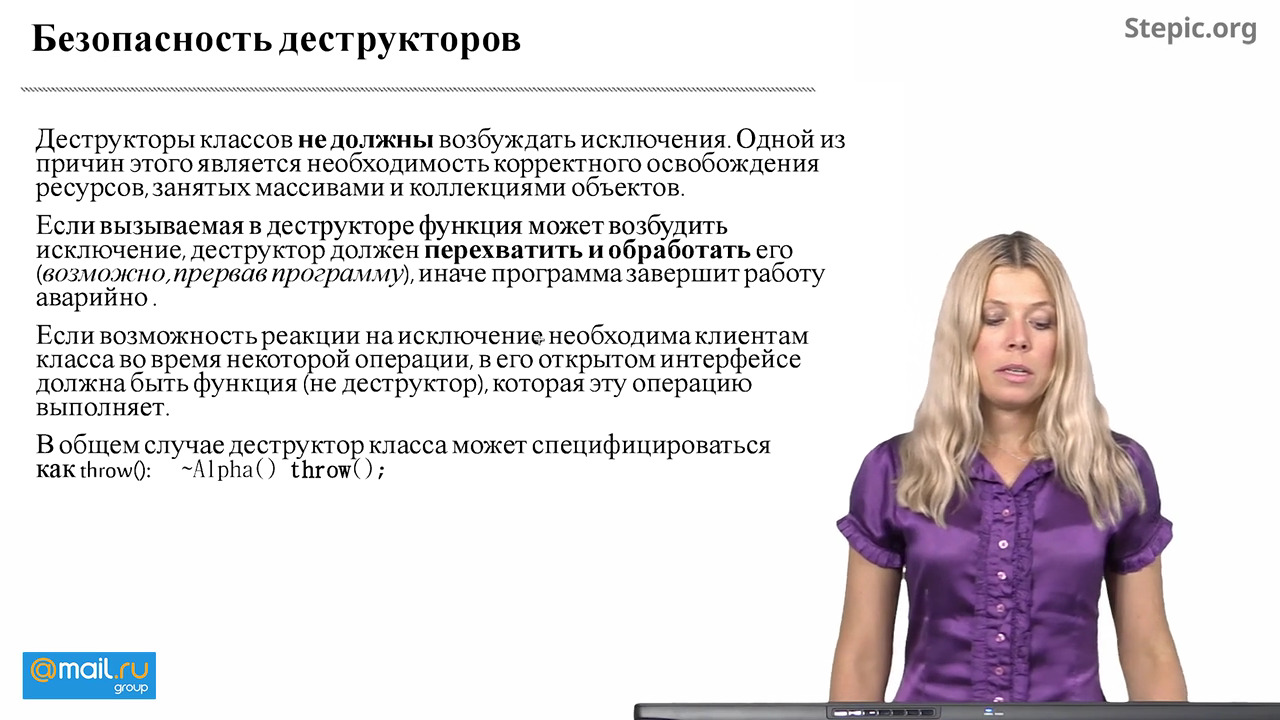 Безопасность деструкторов
Stepic.org
Деструкторы классов не должны возбуждать исключения. Одной из
причин этого является необходимость корректного освобождения
ресурсов, занятых массивами и коллекциями объектов.
Если вызываемая в деструкторе функция может возбудить
исключение, деструктор должен перехватить и обработать его
(возможно, прервав программу), иначе программа завершит работу
аварийно .
Если возможность реакции на исключение необходима клиентам
класса во время некоторой операции, в его открытом интерфейсе
должна быть функция (не деструктор), которая эту операцию
выполняет.
В общем случае деструктор класса может специфицироваться
как throw(): ~Alpha() throw();
@mail.ru
group